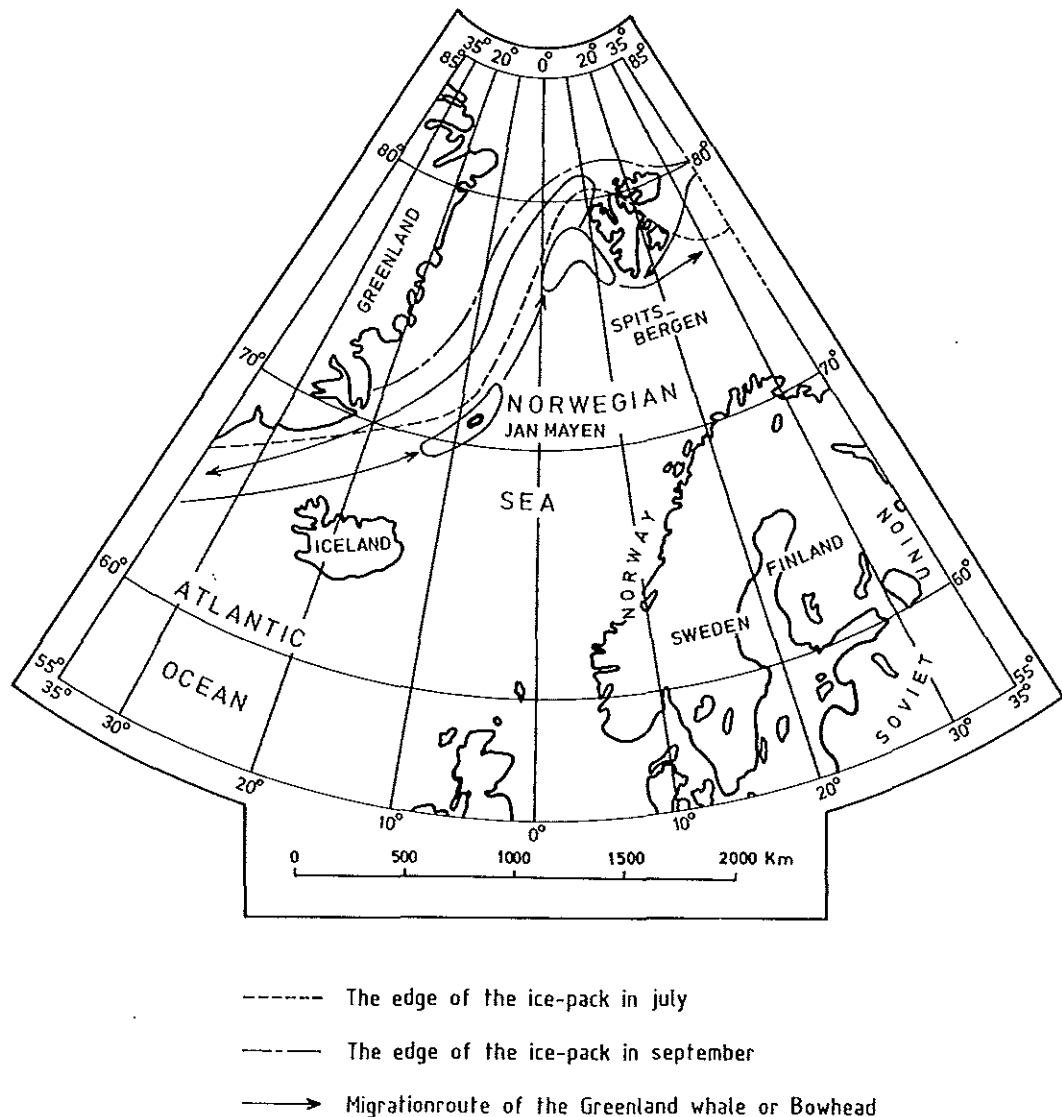 35° 20° 0° 20° 35°
85° 85°
80° 80°
GREENLAND
SPITS-
BERGEN
70° 70°
NORWEGIAN
JAN MAYEN
SEA
ICELAND
NORWAY
FINLAND
UNION
60° 60°
ATLANTIC
SWEDEN
OCEAN
SOVIET
55° 55°
35° 35°
30° 30°
20° 20°
10° 0° 10°
0 500 1000 1500 2000 Km
The edge of the ice-pack in july
The edge of the ice-pack in september
Migrationroute of the Greenland whale or Bowhead